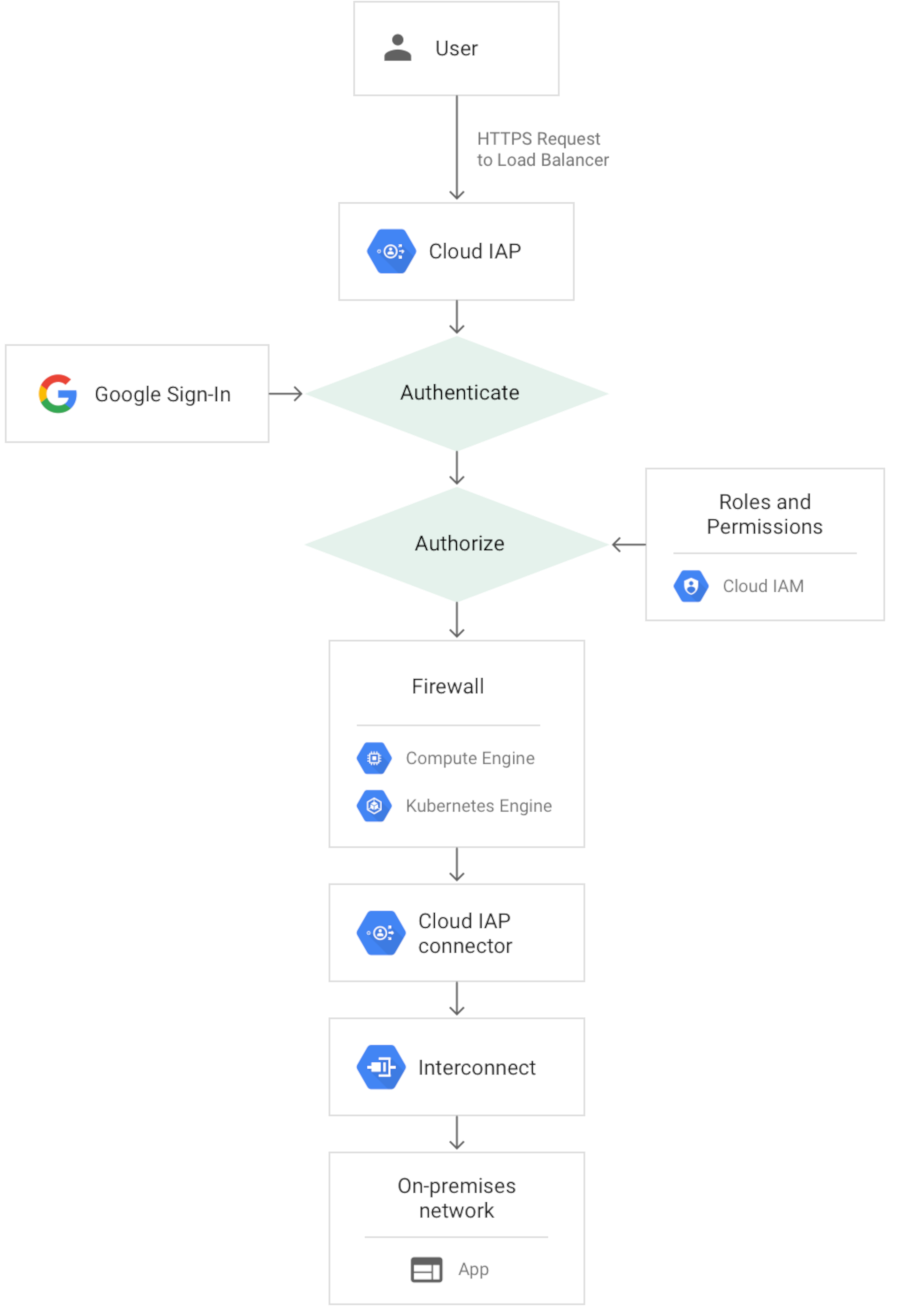 User
HTTPS Request
to Load Balancer
Cloud IAP
Google Sign-In
Authenticate
Authorize
Roles and
Permissions
Cloud IAM
Firewall
Compute Engine
Kubernetes Engine
Cloud IAP
connector
Interconnect
On-premises
network
App